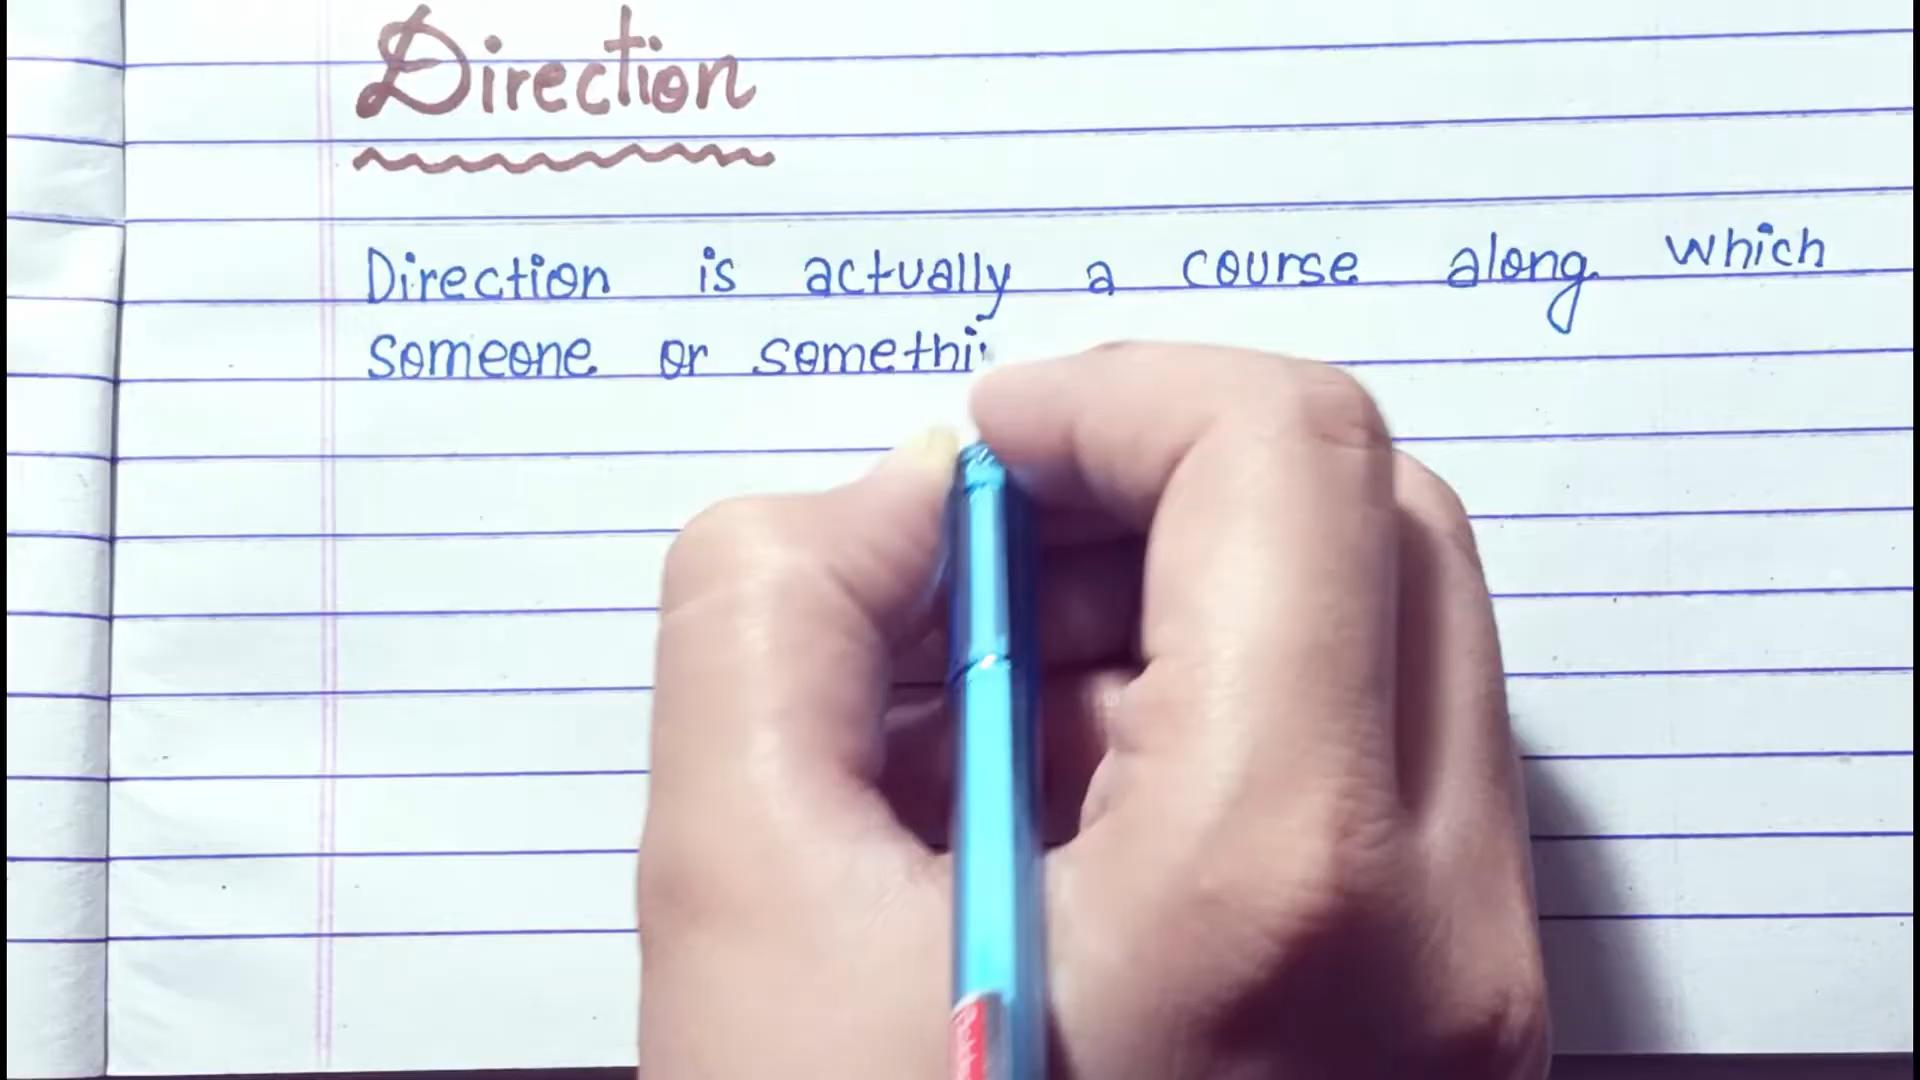 Direction
Direction is actually a course along which
someone or somethi